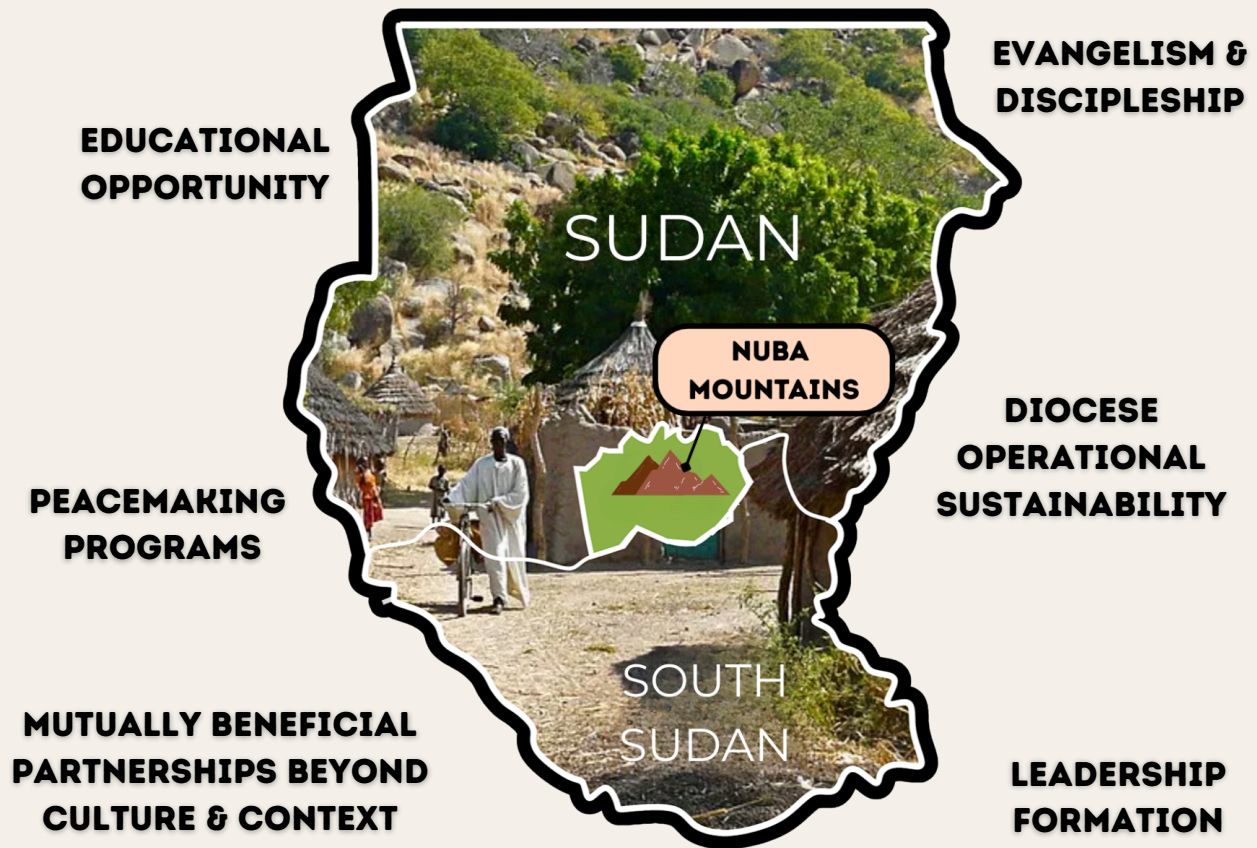 EVANGELISM &
DISCIPLESHIP
EDUCATIONAL
OPPORTUNITY
SUDAN
NUBA
MOUNTAINS
DIOCESE
OPERATIONAL
SUSTAINABILITY
PEACEMAKING
PROGRAMS
SOUTH
SUDAN
MUTUALLY BENEFICIAL
PARTNERSHIPS BEYOND
CULTURE & CONTEXT
LEADERSHIP
FORMATION